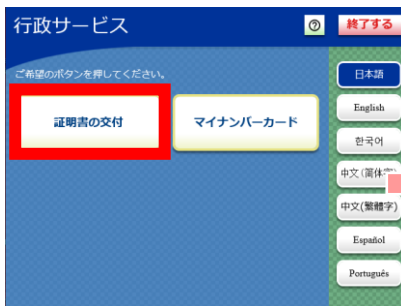 行政サービス
?
終了する
ご希望のボタンを押してください。
証明書の交付
マイナンバーカード
日本語
English
한국어
中文(简体
中文(繁體字)
Español
Português